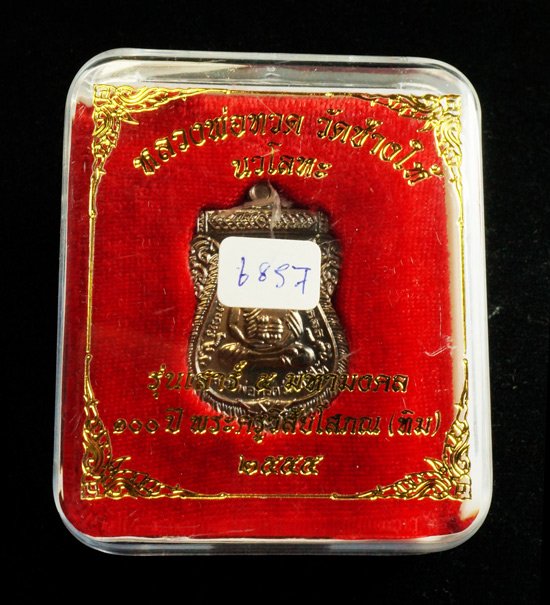 หลวงพ่อทวด วัดช้างให้
นวโลหะ
รุ่นเสาร์ ๕ มหามงคล
๑๐๐ ปี พระครูวิสัยโสภณ (ทิม)
๒๕๕๕